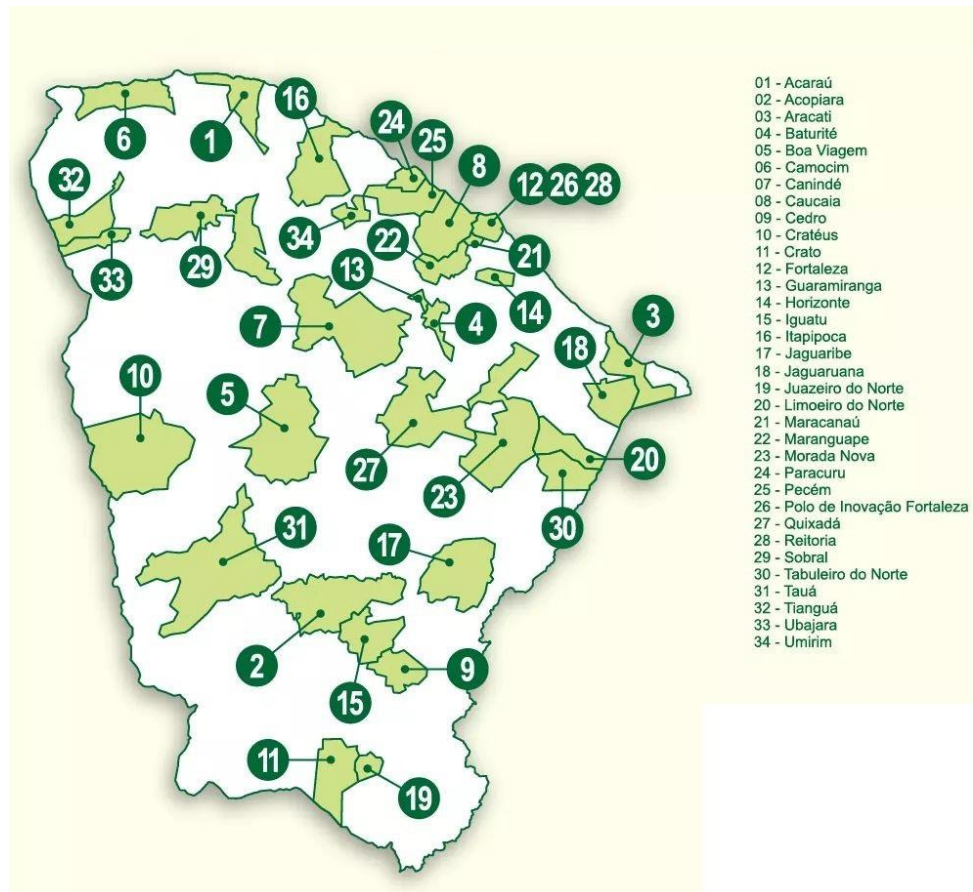 16
24
25
6
1
8
12 26 28
32
34
22
21
33
29
13
14
7
4
3
18
10
5
27
23
20
30
31
17
2
9
15
11
19
01 - Acaraú
02 - Acopiara
03 - Aracati
04 - Baturité
05 - Boa Viagem
06 - Camocim
07 - Canindé
08 - Caucaia
09 - Cedro
10 - Cratéus
11 - Crato
12 - Fortaleza
13 - Guaramiranga
14 - Horizonte
15 - Iguatu
16 - Itapipoca
17 - Jaguaribe
18 - Jaguaruana
19 - Juazeiro do Norte
20 - Limoeiro do Norte
21 - Maracanaú
22 - Maranguape
23 - Morada Nova
24 - Paracuru
25 - Pecém
26 - Polo de Inovação Fortaleza
27 - Quixadá
28 - Reitoria
29 - Sobral
30 - Tabuleiro do Norte
31 - Tauá
32 - Tianguá
33 - Ubajara
34 - Umirim